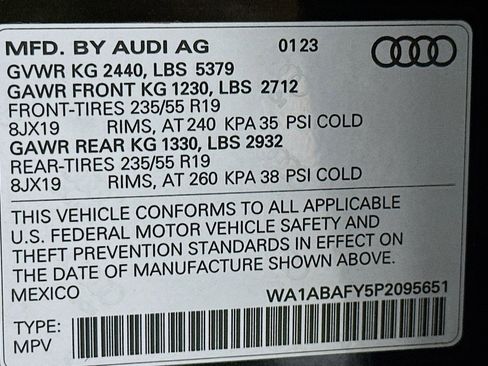 MFD. BY AUDI AG 0123
GVWR KG 2440, LBS 5379
GAWR FRONT KG 1230, LBS 2712
FRONT-TIRES 235/55 R19
8JX19 RIMS, AT 240 KPA 35 PSI COLD
GAWR REAR KG 1330, LBS 2932
REAR-TIRES 235/55 R19
8JX19 RIMS, AT 260 KPA 38 PSI COLD
THIS VEHICLE CONFORMS TO ALL APPLICABLE
U.S. FEDERAL MOTOR VEHICLE SAFETY AND
THEFT PREVENTION STANDARDS IN EFFECT ON
THE DATE OF MANUFACTURE SHOWN ABOVE.
MEXICO WA1ABAFY5P2095651
TYPE:
MPV